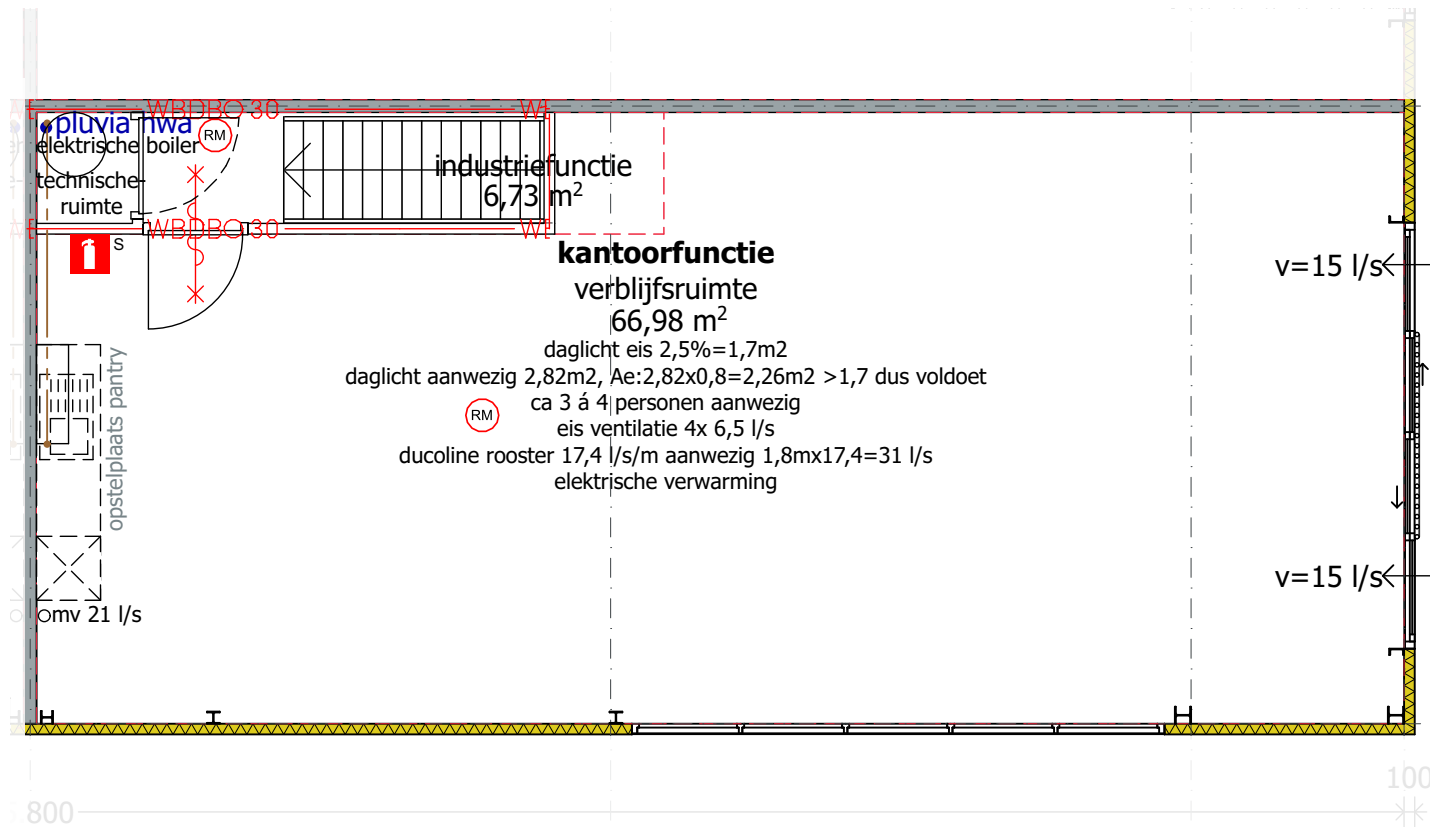 WBDBO 30
W
pluvia hwa
elektrische boiler
RM
technische-
ruimte
industriefunctie
6,73 m²
WBDBO 30
W
S
kantoorfunctie
verblijfsruimte
66,98 m²
v=15 l/s
daglicht eis 2,5%=1,7m2
daglicht aanwezig 2,82m2, Ae:2,82x0,8=2,26m2 >1,7 dus voldoet
ca 3 á 4 personen aanwezig
RM
eis ventilatie 4x 6,5 l/s
ducoline rooster 17,4 l/s/m aanwezig 1,8mx17,4=31 l/s
elektrische verwarming
opstelplaats pantry
v=15 l/s
mv 21 l/s
100
800